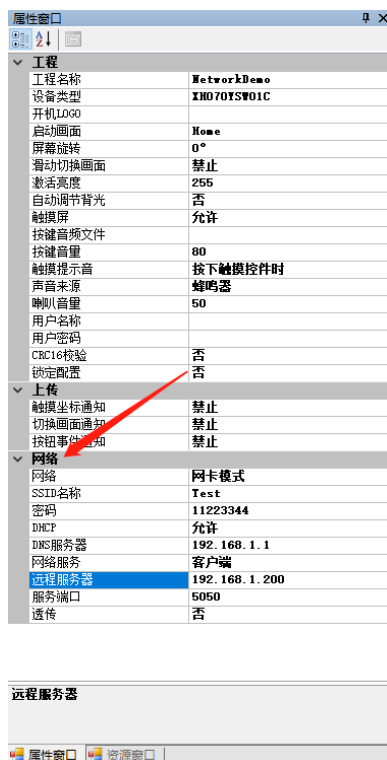 属性窗口
工程
工程名称 NetworkDemo
设备类型 XH070YSW01C
开机LOGO
启动画面 Home
屏幕旋转 0°
滑动切换画面 禁止
激活亮度 255
自动调节背光 否
触摸屏 允许
按键音频文件
按键音量 80
触摸提示音 按下触摸控件时
声音来源 蜂鸣器
喇叭音量 50
用户名称
用户密码
CRC16校验 否
锁定配置 否
上传
触摸坐标通知 禁止
切换画面通知 禁止
按钮事件通知 禁止
网络
网络 网卡模式
SSID名称 Test
密码 11223344
DHCP 允许
DNS服务器 192.168.1.1
网络服务 客户端
远程服务器 192.168.1.200
服务端口 5050
透传 否
远程服务器
属性窗口 资源窗口